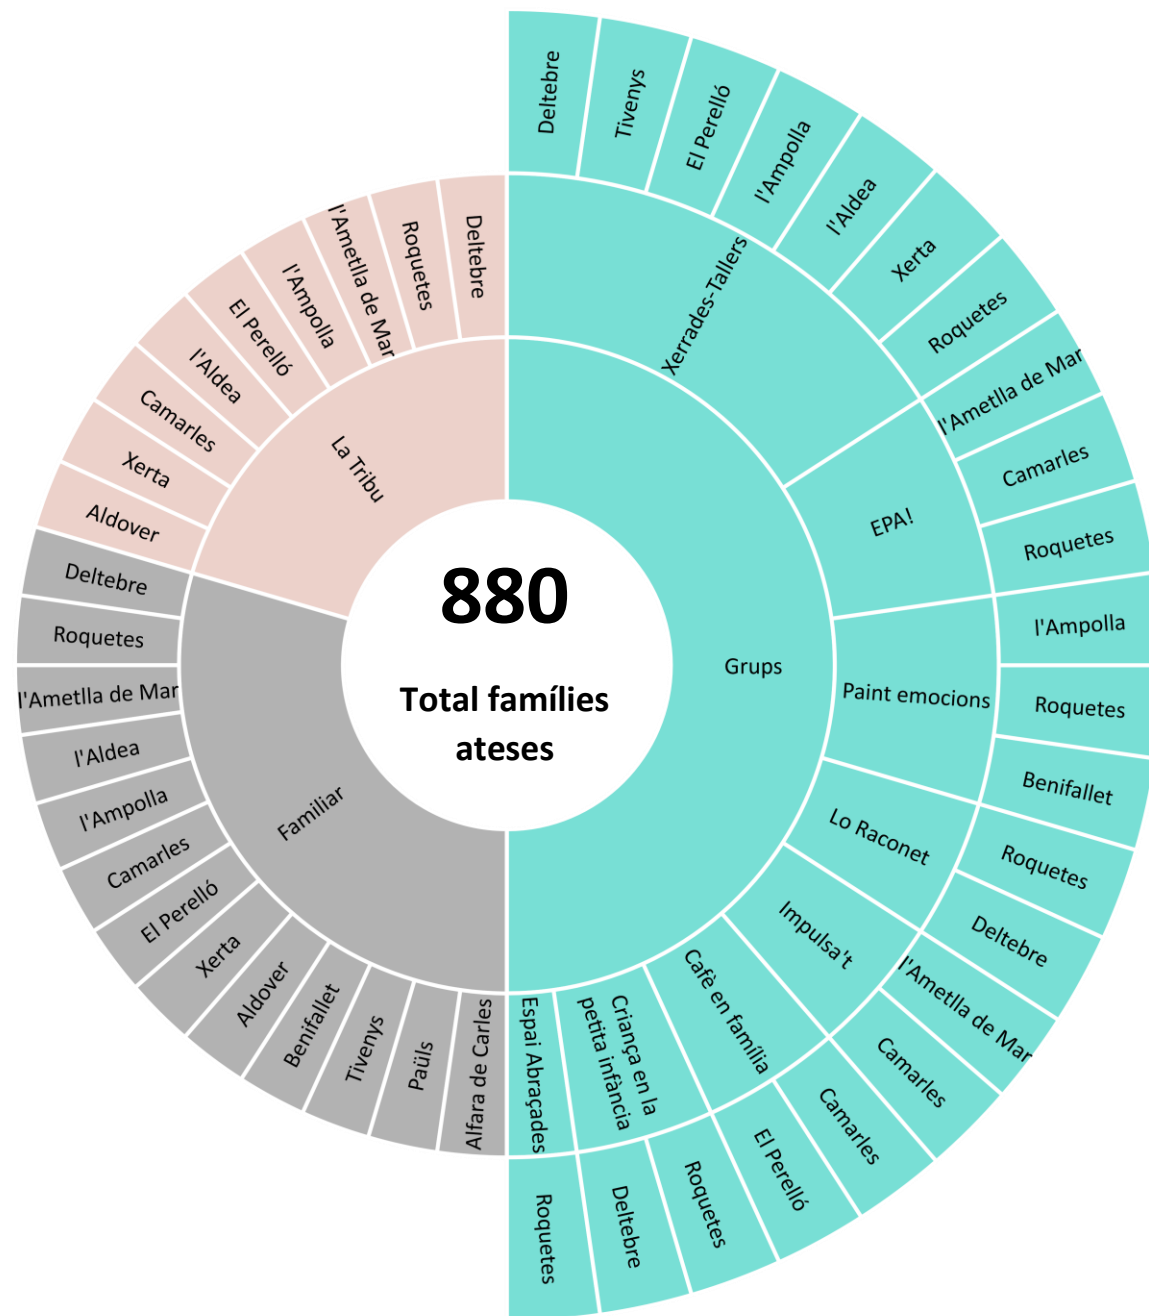 880
Total famílies
ateses
Grups
Xerrades-Tallers
Deltebre
Tivenys
El Perelló
l'Ampolla
l'Aldea
Xerta
Roquetes
EPA!
l'Ametlla de Mar
Camarles
Roquetes
Paint emocions
l'Ampolla
Roquetes
Benifallet
Lo Raconet
Roquetes
Deltebre
Impulsa't
l'Ametlla de Mar
Camarles
Cafè en família
Camarles
El Perelló
Criança en la
petita infància
Roquetes
Deltebre
Espai Abraçades
Roquetes
Familiar
Alfara de Carles
Paüls
Tivenys
Benifallet
Aldover
Xerta
El Perelló
Camarles
l'Ampolla
l'Aldea
l'Ametlla de Mar
Roquetes
Deltebre
La Tribu
Aldover
Xerta
Camarles
l'Aldea
El Perelló
l'Ampolla
l'Ametlla de Mar
Roquetes
Deltebre